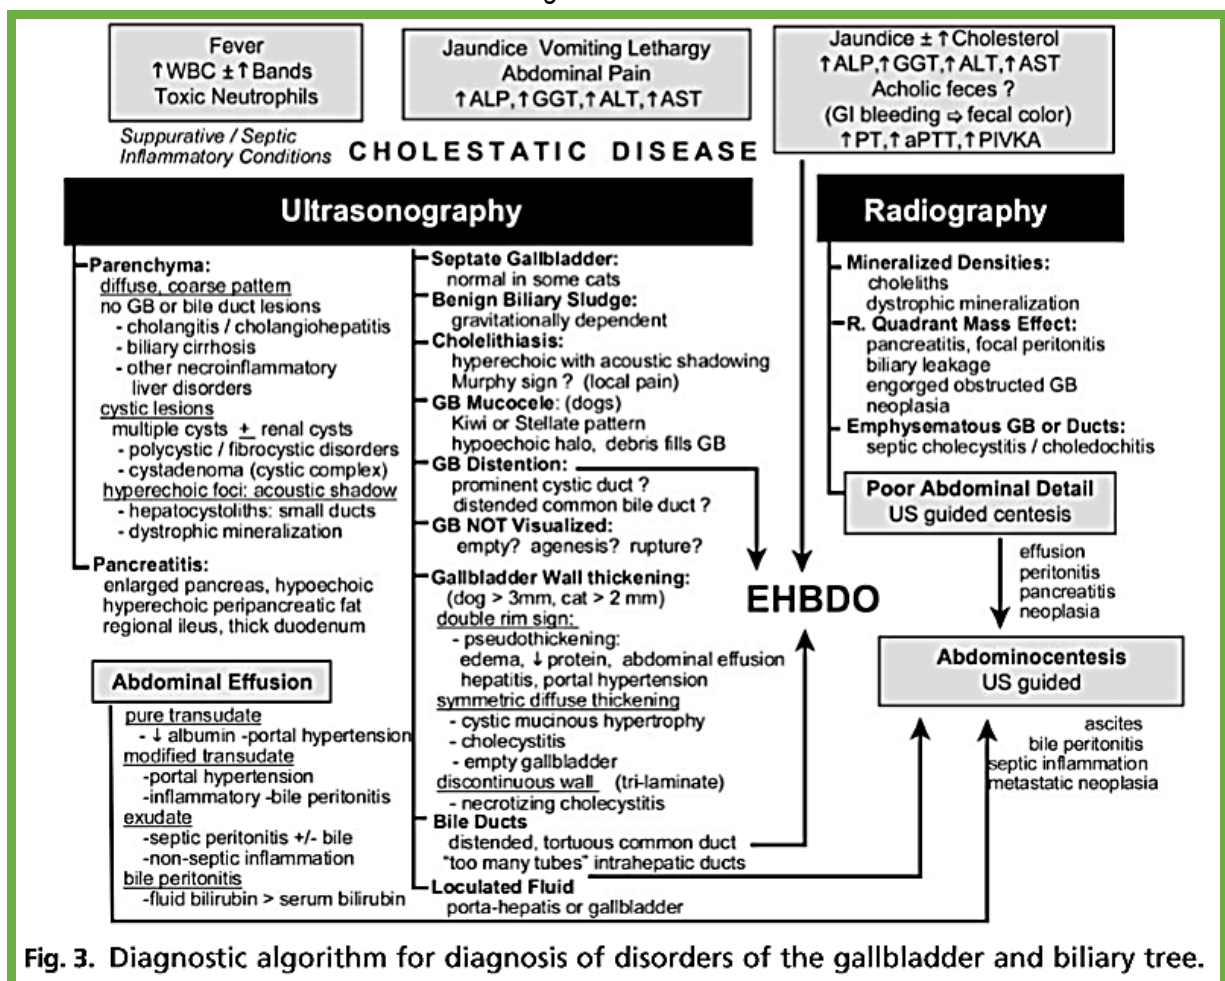 Fever
↑WBC ±↑Bands
Toxic Neutrophils
Suppurative / Septic
Inflammatory Conditions
Jaundice Vomiting Lethargy
Abdominal Pain
↑ALP,↑GGT,↑ALT,↑AST
Jaundice ± ↑Cholesterol
↑ALP,↑GGT,↑ALT,↑AST
Acholic feces ?
(GI bleeding ⇨ fecal color)
↑PT,↑aPTT,↑PIVKA
CHOLESTATIC DISEASE
Ultrasonography
Parenchyma:
diffuse, coarse pattern
no GB or bile duct lesions
- cholangitis / cholangiohepatitis
- biliary cirrhosis
- other necroinflammatory
liver disorders
cystic lesions
multiple cysts ± renal cysts
- polycystic / fibrocystic disorders
- cystadenoma (cystic complex)
hyperechoic foci: acoustic shadow
- hepatocystoliths: small ducts
- dystrophic mineralization
Pancreatitis:
enlarged pancreas, hypoechoic
hyperechoic peripancreatic fat
regional ileus, thick duodenum
Septate Gallbladder:
normal in some cats
Benign Biliary Sludge:
gravitationally dependent
Cholelithiasis:
hyperechoic with acoustic shadowing
Murphy sign ? (local pain)
GB Mucocele: (dogs)
Kiwi or Stellate pattern
hypoechoic halo, debris fills GB
GB Distention:
prominent cystic duct ?
distended common bile duct ?
GB NOT Visualized:
empty? agenesis? rupture?
Gallbladder Wall thickening:
(dog > 3mm, cat > 2 mm)
double rim sign:
- pseudothickening:
edema, ↓ protein, abdominal effusion
hepatitis, portal hypertension
symmetric diffuse thickening
- cystic mucinous hypertrophy
- cholecystitis
- empty gallbladder
discontinuous wall (tri-laminate)
- necrotizing cholecystitis
Bile Ducts
distended, tortuous common duct
"too many tubes" intrahepatic ducts
Loculated Fluid
porta-hepatis or gallbladder
Radiography
Mineralized Densities:
choleliths
dystrophic mineralization
R. Quadrant Mass Effect:
pancreatitis, focal peritonitis
biliary leakage
engorged obstructed GB
neoplasia
Emphysematous GB or Ducts:
septic cholecystitis / choledochitis
Poor Abdominal Detail
US guided centesis
effusion
peritonitis
pancreatitis
neoplasia
EHBDO
Abdominocentesis
US guided
ascites
bile peritonitis
septic inflammation
metastatic neoplasia
Abdominal Effusion
pure transudate
- ↓ albumin -portal hypertension
modified transudate
-portal hypertension
-inflammatory -bile peritonitis
exudate
-septic peritonitis +/- bile
-non-septic inflammation
bile peritonitis
-fluid bilirubin > serum bilirubin
Fig. 3. Diagnostic algorithm for diagnosis of disorders of the gallbladder and biliary tree.